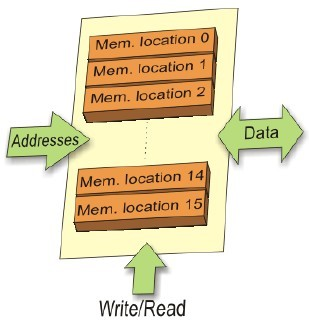 Mem. location 0
Mem. location 1
Mem. location 2
Addresses
Data
Mem. location 14
Mem. location 15
Write/Read